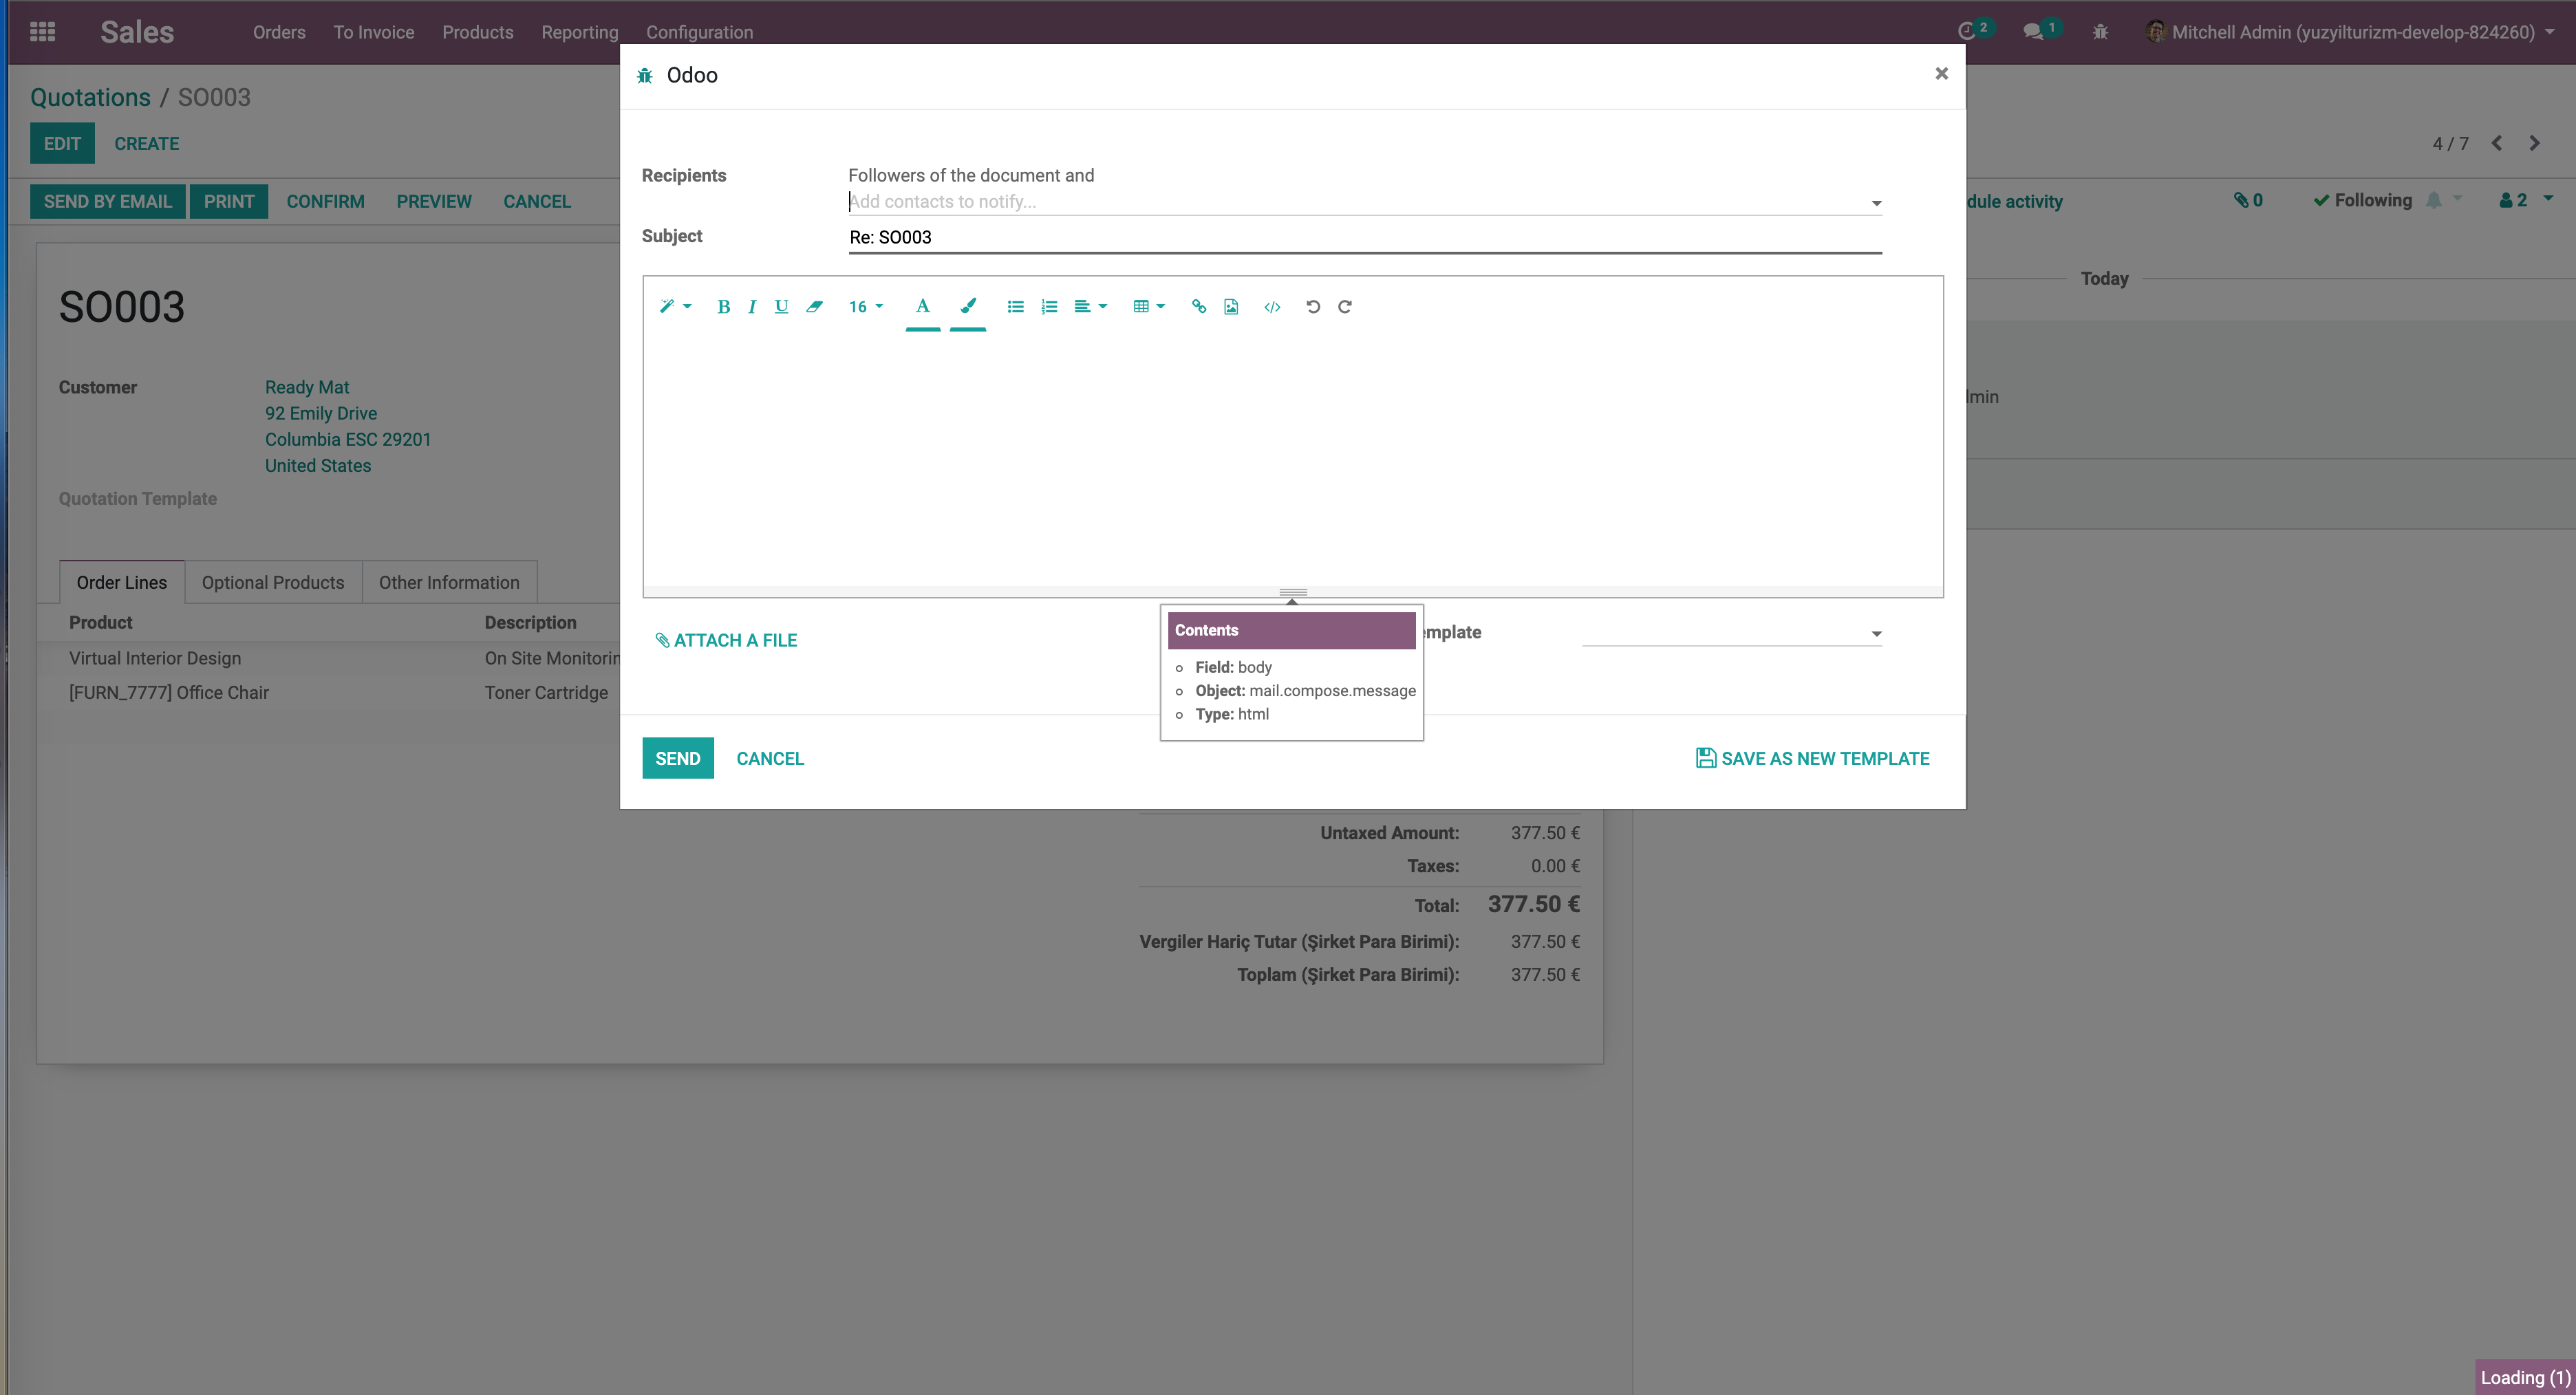 Sales
Orders
To Invoice
Products
Reporting
Configuration
2
1
Mitchell Admin (yuzyilturizm-develop-824260)
Quotations / SO003
EDIT
CREATE
4 / 7
SEND BY EMAIL
PRINT
CONFIRM
PREVIEW
CANCEL
dule activity
0
Following
2
Today
SO003
Customer
Ready Mat
92 Emily Drive
Columbia ESC 29201
United States
Quotation Template
Order Lines
Optional Products
Other Information
Product
Description
Virtual Interior Design
On Site Monitorin
[FURN_7777] Office Chair
Toner Cartridge
Odoo
×
Recipients
Followers of the document and
Add contacts to notify...
Subject
Re: SO003
B I U
16
A
</>
ATTACH A FILE
Contents
Field: body
Object: mail.compose.message
Type: html
emplate
SEND
CANCEL
SAVE AS NEW TEMPLATE
Untaxed Amount: 377.50 €
Taxes: 0.00 €
Total: 377.50 €
Vergiler Hariç Tutar (Şirket Para Birimi): 377.50 €
Toplam (Şirket Para Birimi): 377.50 €
Loading (1)